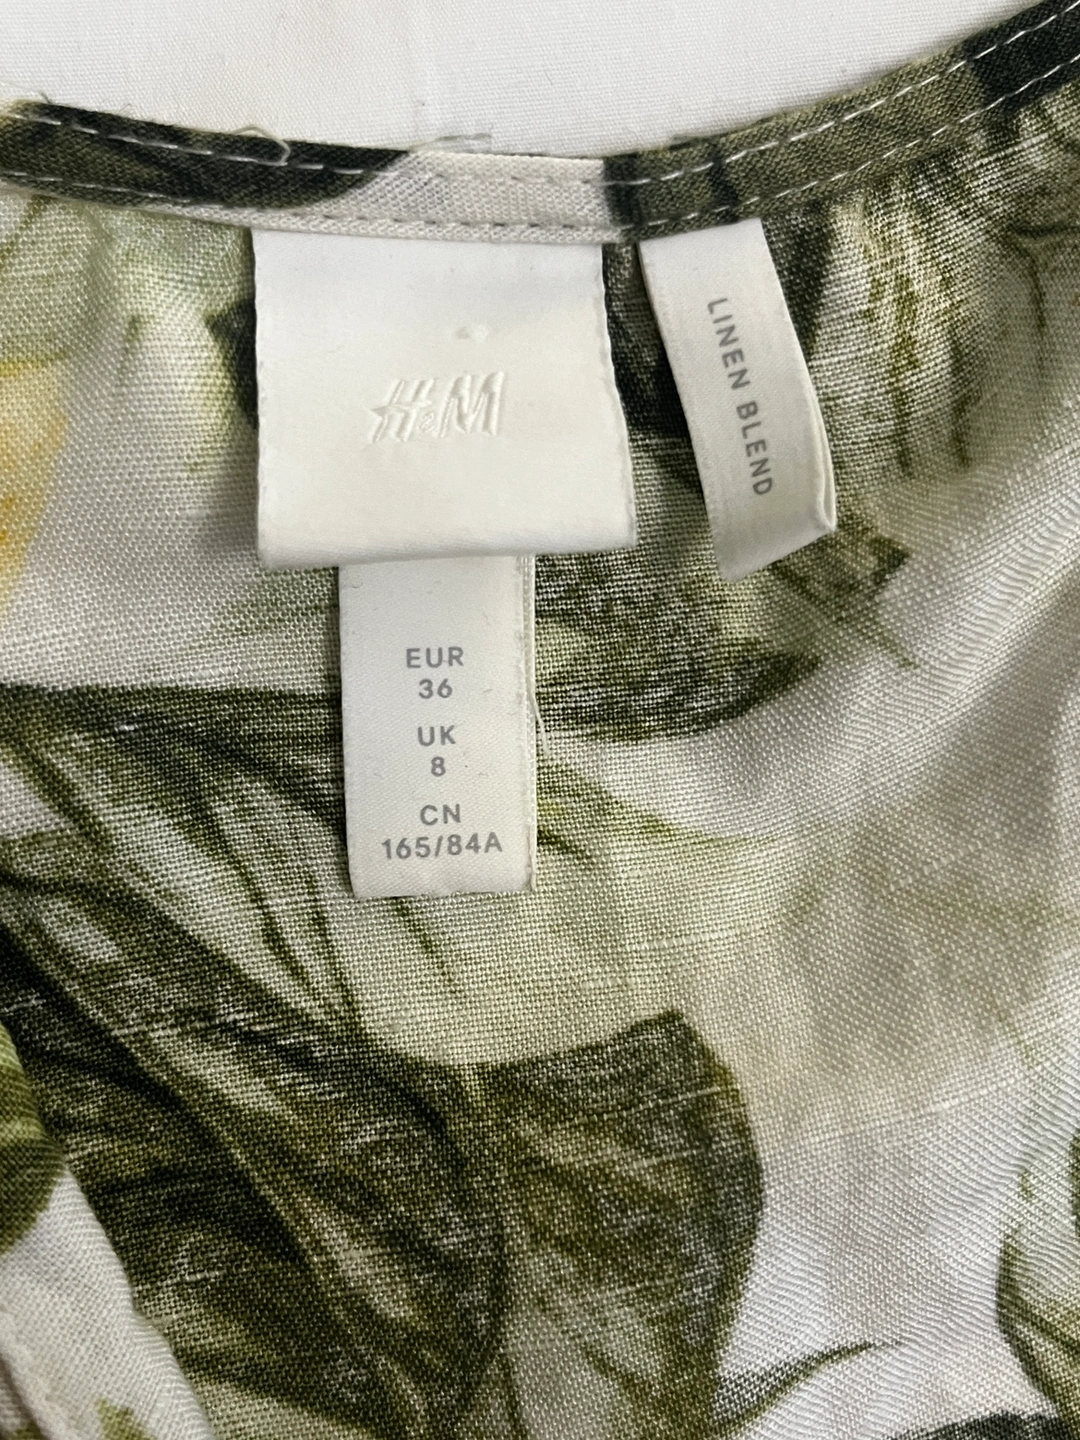 H&M
LINEN BLEND
EUR
36
UK
8
CN
165/84A